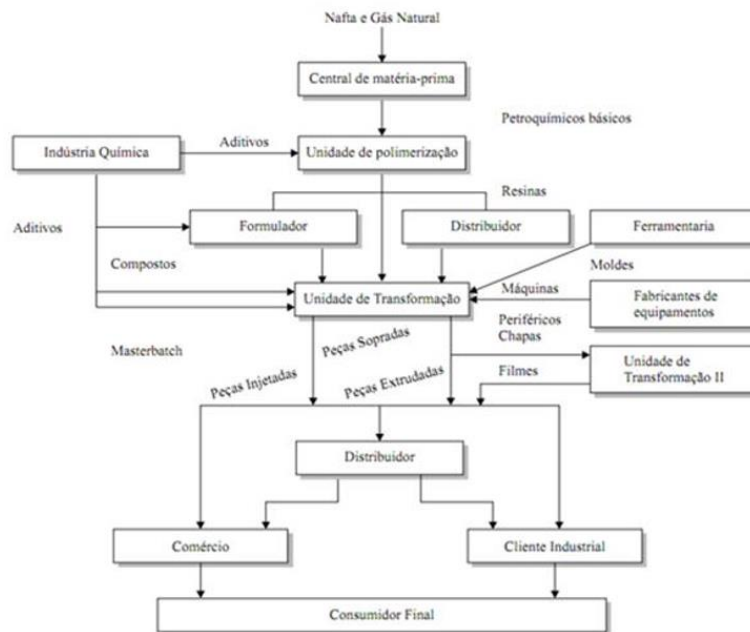 Nafta e Gás Natural
Central de matéria-prima
Petroquímicos básicos
Indústria Química
Aditivos
Unidade de polimerização
Resinas
Aditivos
Formulador
Distribuidor
Ferramentaria
Compostos
Moldes
Unidade de Transformação
Máquinas
Fabricantes de
equipamentos
Periféricos
Chapas
Masterbatch
Peças Sopradas
Peças Injetadas
Peças Extrudadas
Filmes
Unidade de
Transformação II
Distribuidor
Comércio
Cliente Industrial
Consumidor Final